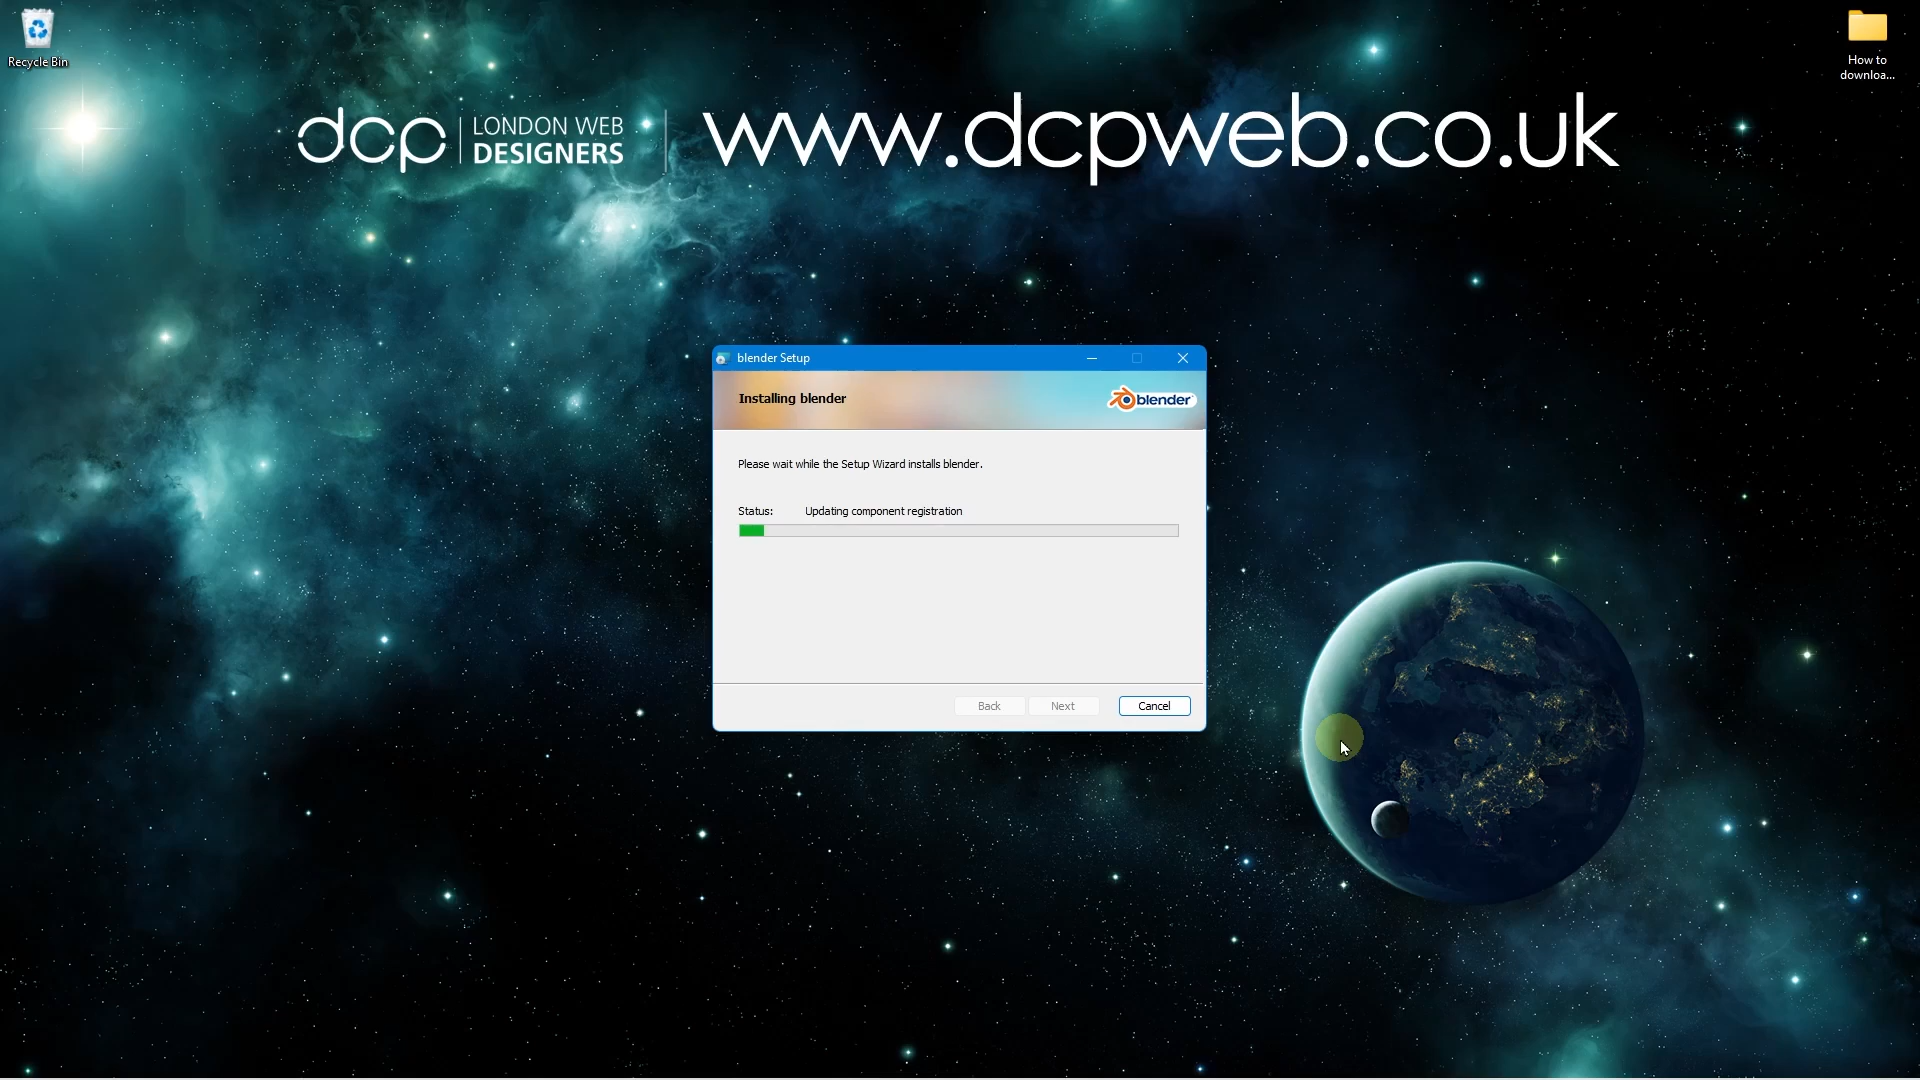 Recycle Bin
How to
downloa...
dcp
LONDON WEB
DESIGNERS
www.dcpweb.co.uk
blender Setup
Installing blender
blender
Please wait while the Setup Wizard installs blender.
Status: Updating component registration
Back Next Cancel